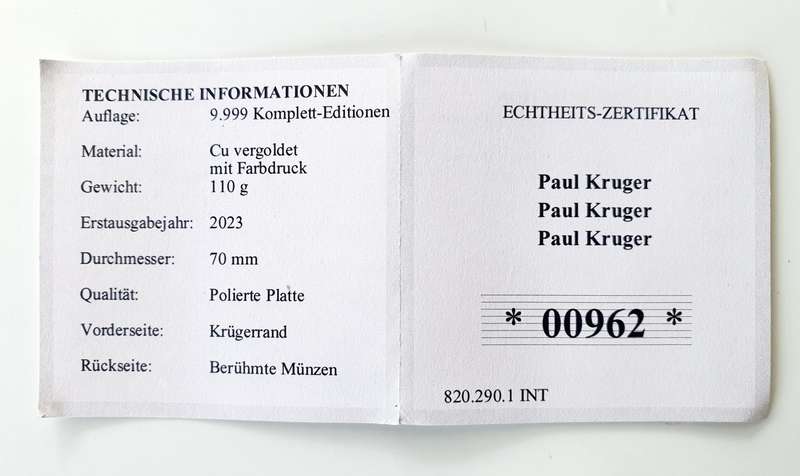 TECHNISCHE INFORMATIONEN
Auflage: 9.999 Komplett-Editionen
Material: Cu vergoldet
mit Farbdruck
Gewicht: 110 g
Erstausgabejahr: 2023
Durchmesser: 70 mm
Qualität: Polierte Platte
Vorderseite: Krügerrand
Rückseite: Berühmte Münzen
ECHTHEITS-ZERTIFIKAT
Paul Kruger
Paul Kruger
Paul Kruger
* 00962 *
820.290.1 INT